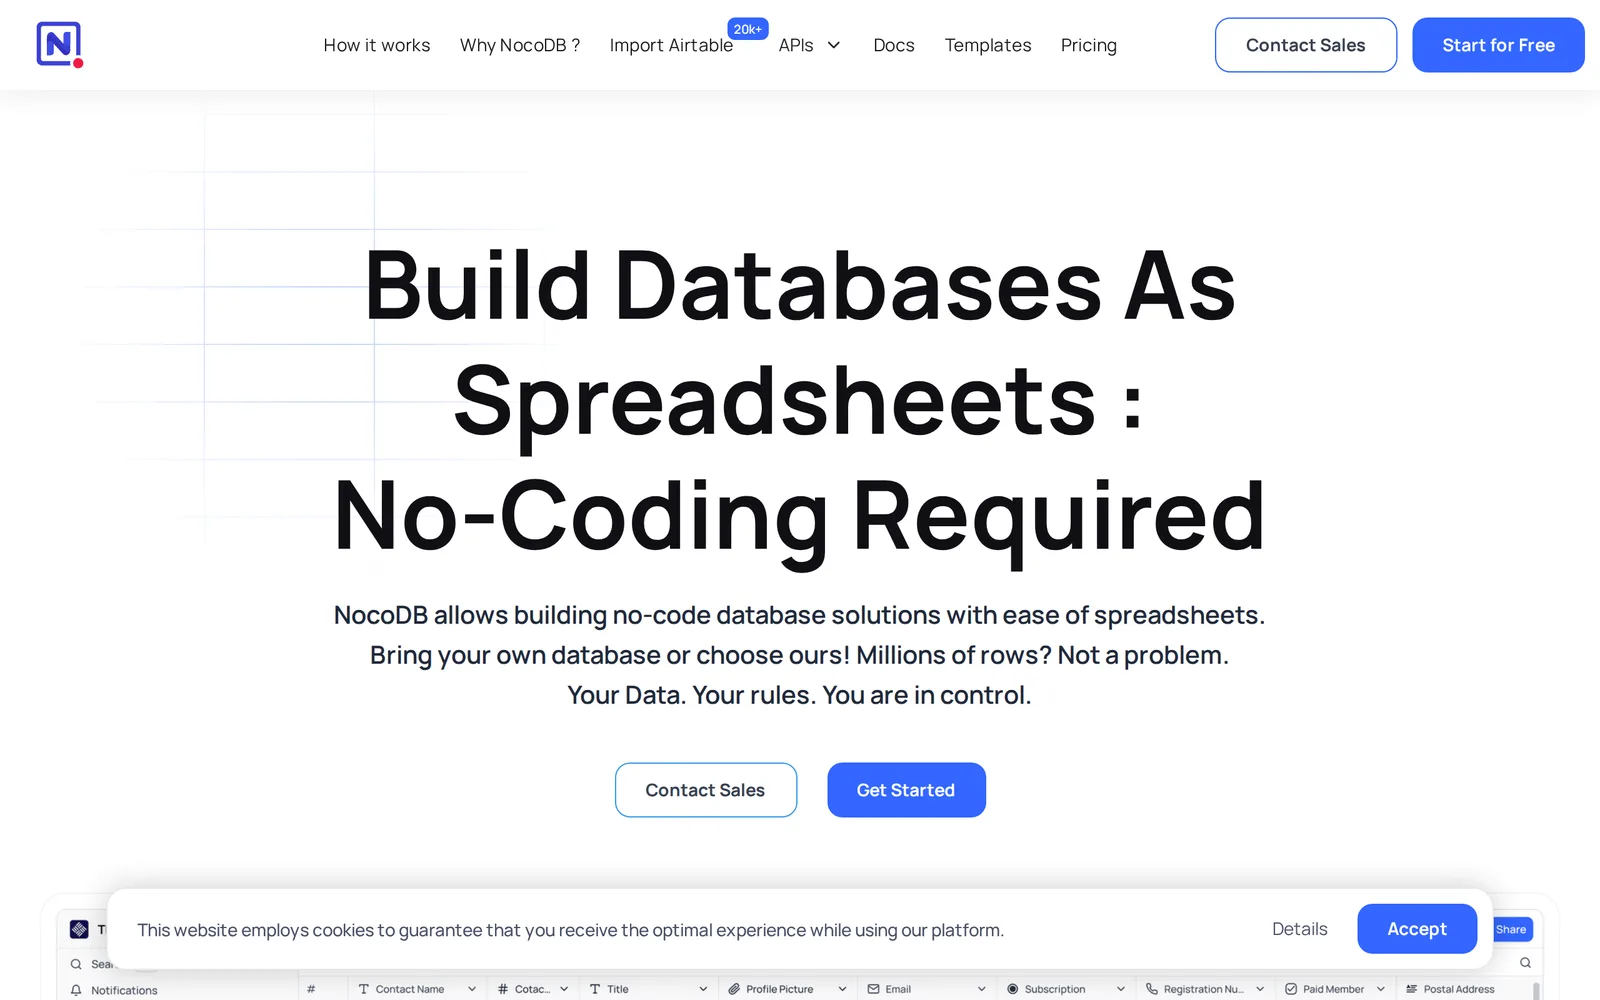 N
How it works
Why NocoDB ?
Import Airtable
20k+
APIs
Docs
Templates
Pricing
Contact Sales
Start for Free
Build Databases As
Spreadsheets :
No-Coding Required
NocoDB allows building no-code database solutions with ease of spreadsheets.
Bring your own database or choose ours! Millions of rows? Not a problem.
Your Data. Your rules. You are in control.
Contact Sales
Get Started
This website employs cookies to guarantee that you receive the optimal experience while using our platform.
Details
Accept
Share
Notifications
#
Contact Name
Cotac...
Title
Profile Picture
Email
Subscription
Registration Nu...
Paid Member
Postal Address